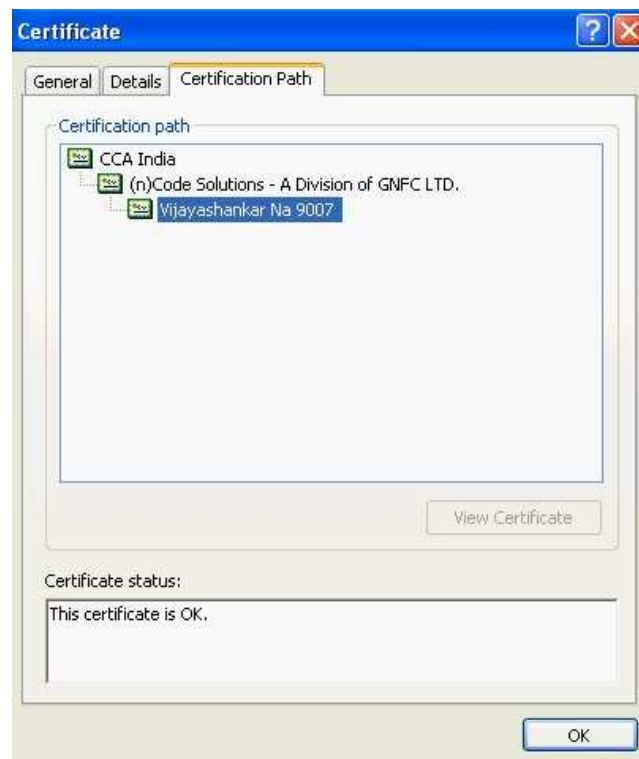 Certificate
General Details Certification Path
Certification path
CCA India
(n)Code Solutions - A Division of GNFC LTD.
Vijayashankar Na 9007
View Certificate
Certificate status:
This certificate is OK.
OK